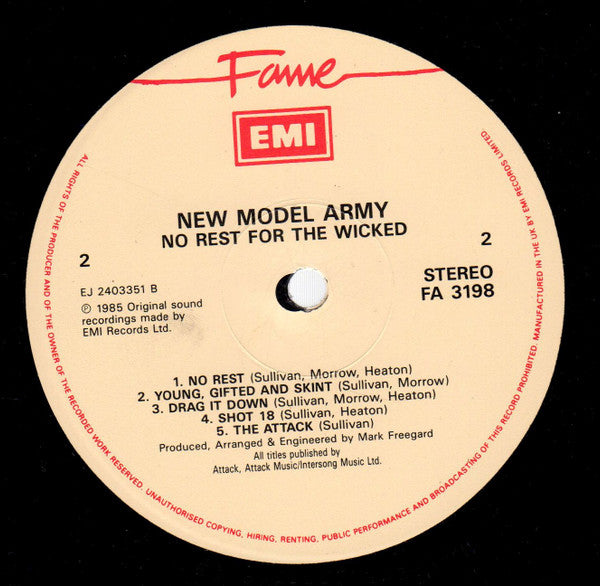 Fame
EMI
NEW MODEL ARMY
NO REST FOR THE WICKED
2
2
EJ 2403351 B
℗ 1985 Original sound
recordings made by
EMI Records Ltd.
STEREO
FA 3198
1. NO REST (Sullivan, Morrow, Heaton)
2. YOUNG, GIFTED AND SKINT (Sullivan, Morrow)
3. DRAG IT DOWN (Sullivan, Morrow, Heaton)
4. SHOT 18 (Sullivan, Heaton)
5. THE ATTACK (Sullivan)
Produced, Arranged & Engineered by Mark Freegard
All titles published by
Attack, Attack Music/Intersong Music Ltd.
ALL RIGHTS OF THE PRODUCER AND OF THE OWNER OF THE RECORDED WORK RESERVED. UNAUTHORISED COPYING, HIRING, RENTING, PUBLIC PERFORMANCE AND BROADCASTING OF THIS RECORD PROHIBITED. MANUFACTURED IN THE UK BY EMI RECORDS LIMITED